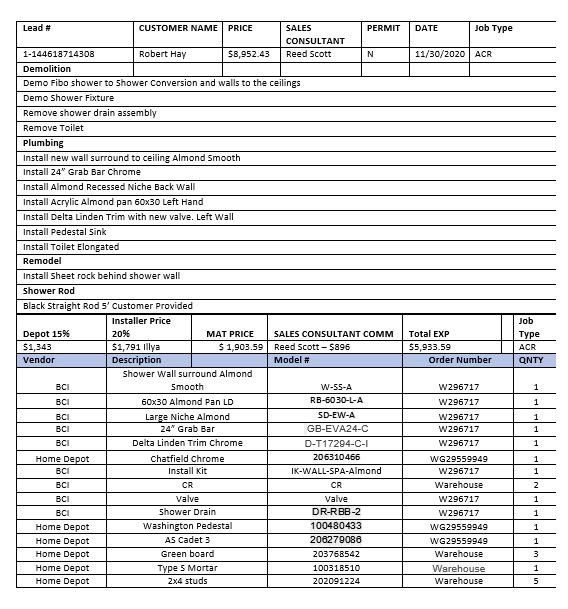 Lead # CUSTOMER NAME PRICE SALES CONSULTANT PERMIT DATE Job Type
1-144618714308 Robert Hay $8,952.43 Reed Scott N 11/30/2020 ACR
Demolition
Demo Fibo shower to Shower Conversion and walls to the ceilings
Demo Shower Fixture
Remove shower drain assembly
Remove Toilet
Plumbing
Install new wall surround to ceiling Almond Smooth
Install 24” Grab Bar Chrome
Install Almond Recessed Niche Back Wall
Install Acrylic Almond pan 60x30 Left Hand
Install Delta Linden Trim with new valve. Left Wall
Install Pedestal Sink
Install Toilet Elongated
Remodel
Install Sheet rock behind shower wall
Shower Rod
Black Straight Rod 5’ Customer Provided
Depot 15% Installer Price 20% MAT PRICE SALES CONSULTANT COMM Total EXP Job Type
$1,343 $1,791 Illya $ 1,903.59 Reed Scott – $896 $5,933.59 ACR
Vendor Description Model # Order Number QNTY
BCI Shower Wall surround Almond Smooth W-SS-A W296717 1
BCI 60x30 Almond Pan LD RB-6030-L-A W296717 1
BCI Large Niche Almond SD-EW-A W296717 1
BCI 24” Grab Bar GB-EVA24-C W296717 1
BCI Delta Linden Trim Chrome D-T17294-C-I W296717 1
Home Depot Chatfield Chrome 206310466 WG29559949 1
BCI Install Kit IK-WALL-SPA-Almond W296717 1
BCI CR CR Warehouse 2
BCI Valve Valve W296717 1
BCI Shower Drain DR-RBB-2 W296717 1
Home Depot Washington Pedestal 100480433 WG29559949 1
Home Depot AS Cadet 3 206279086 WG29559949 1
Home Depot Green board 203768542 Warehouse 3
Home Depot Type S Mortar 100318510 Warehouse 1
Home Depot 2x4 studs 202091224 Warehouse 5